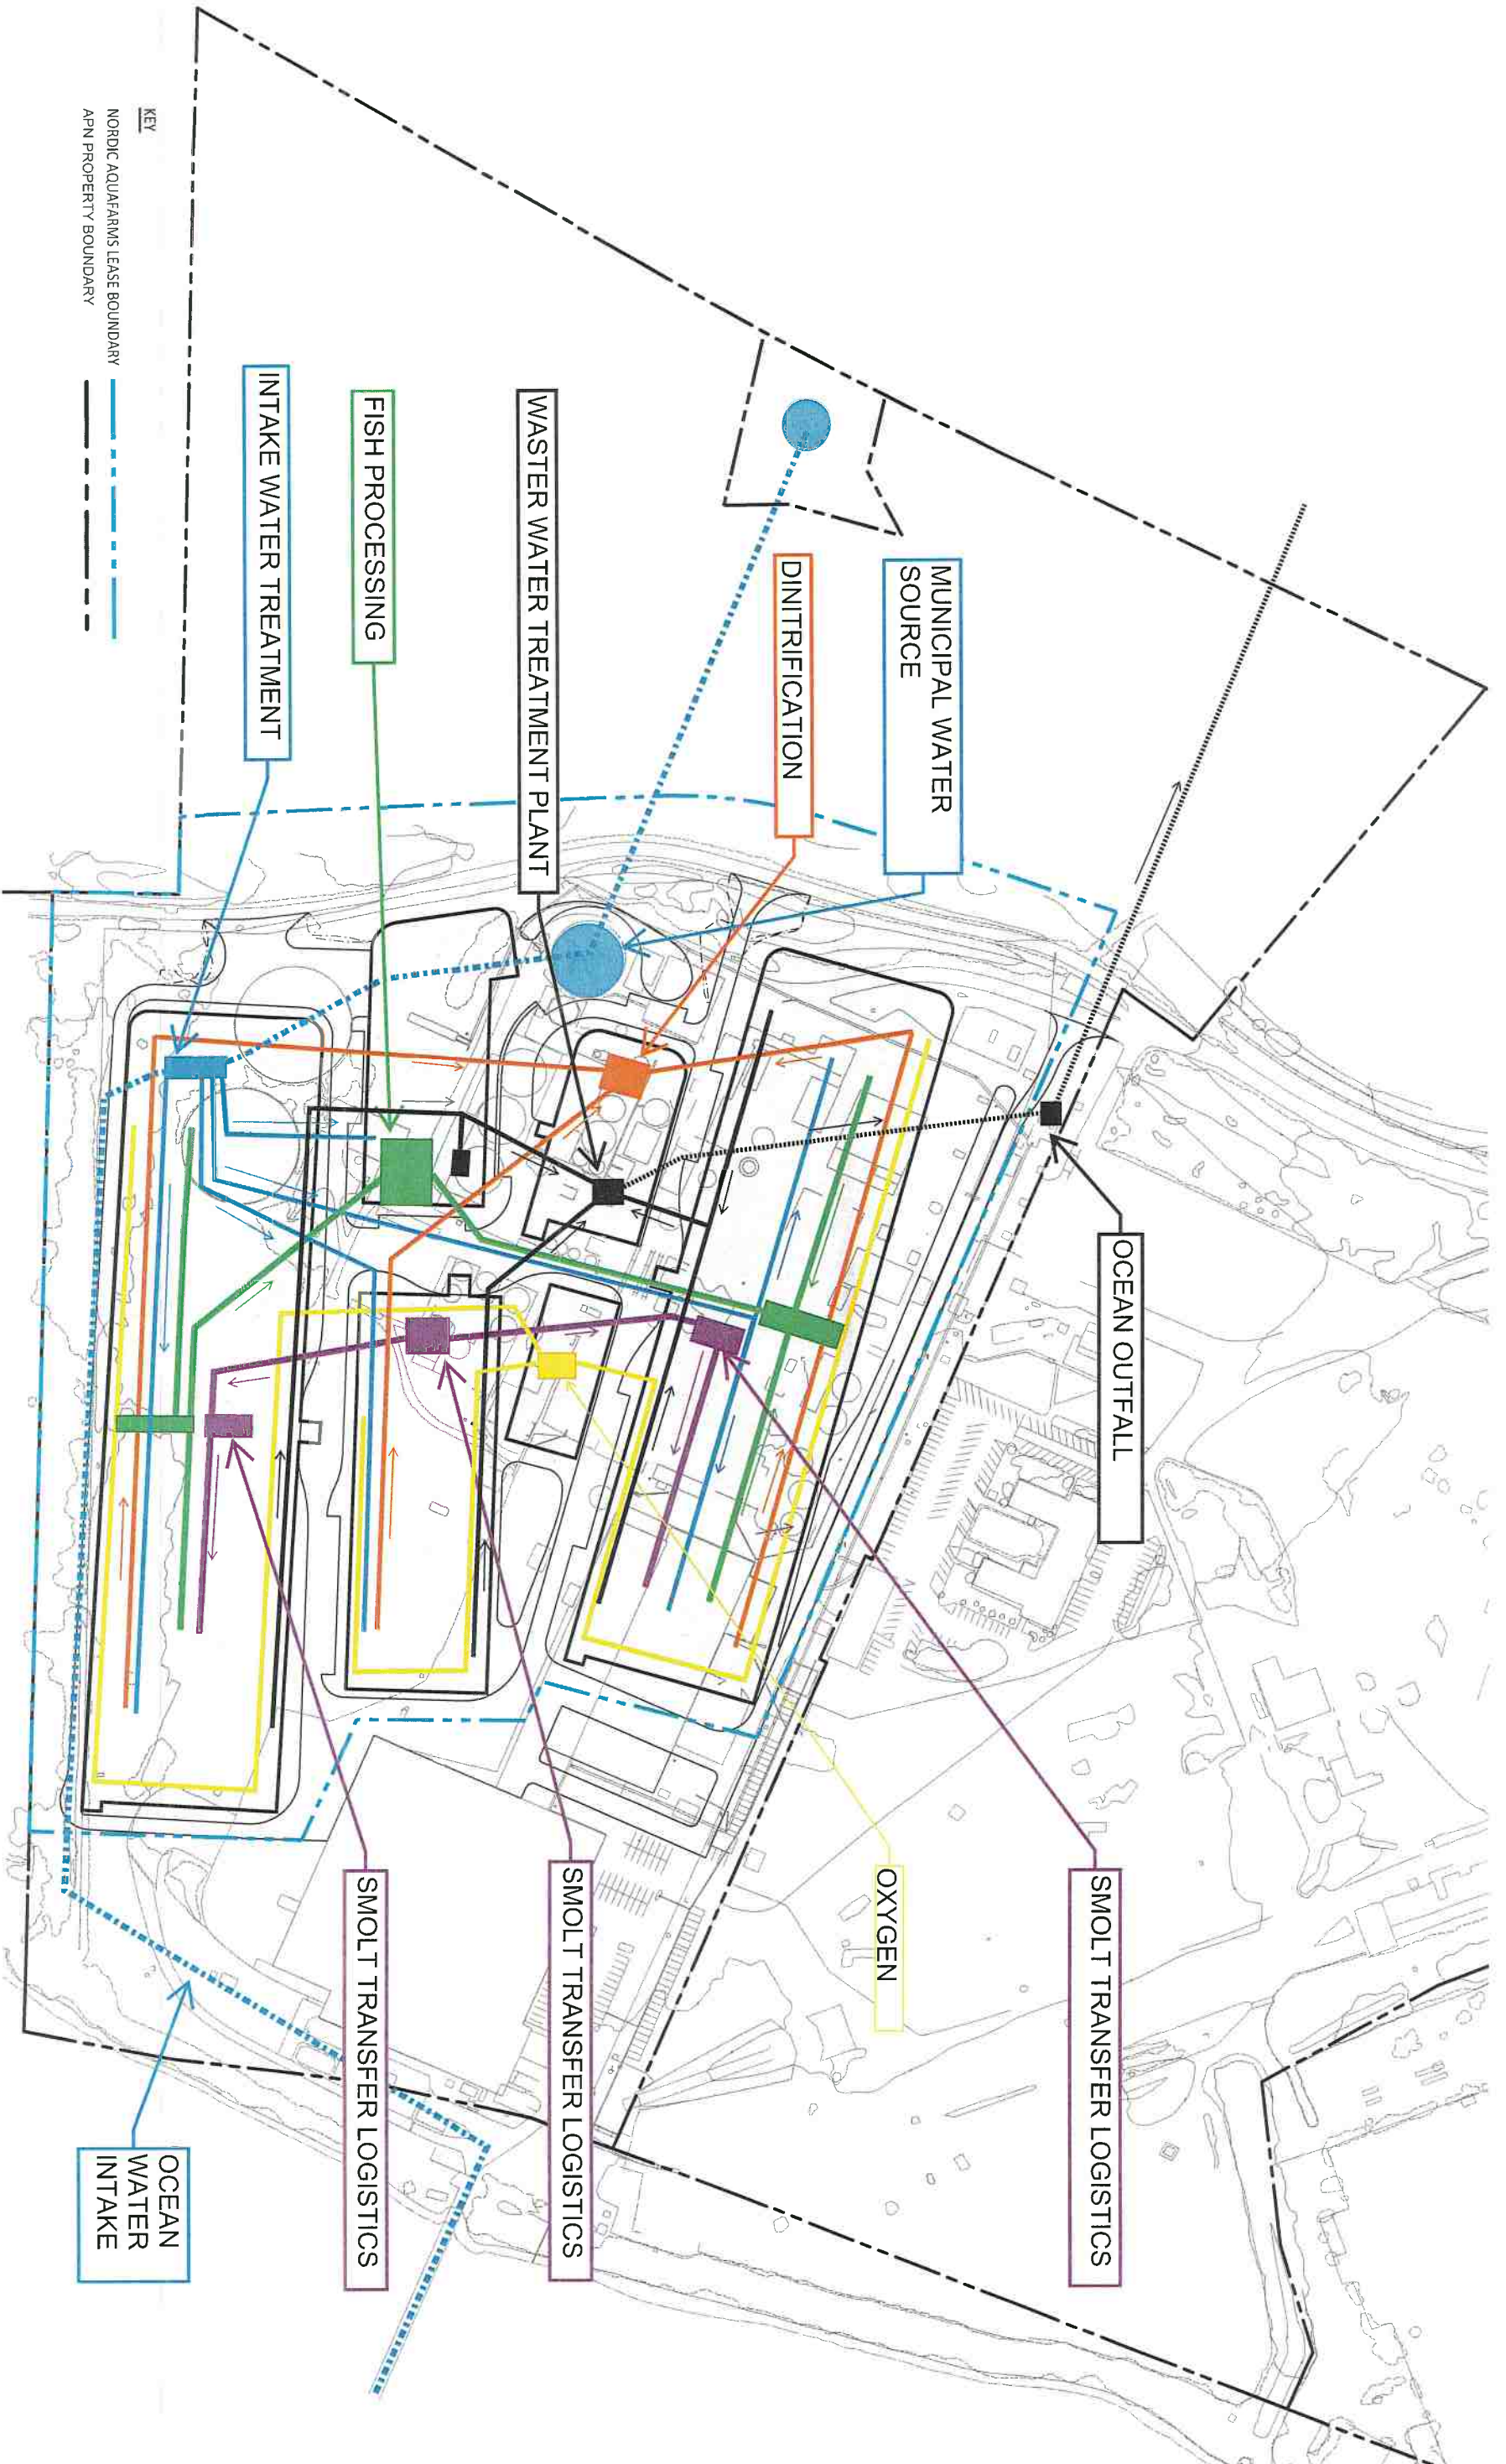 OCEAN OUTFALL
SMOLT TRANSFER LOGISTICS
MUNICIPAL WATER
SOURCE
OXYGEN
DINITRIFICATION
WASTER WATER TREATMENT PLANT
SMOLT TRANSFER LOGISTICS
FISH PROCESSING
SMOLT TRANSFER LOGISTICS
INTAKE WATER TREATMENT
OCEAN
WATER
INTAKE
KEY
NORDIC AQUAFARMS LEASE BOUNDARY
APN PROPERTY BOUNDARY